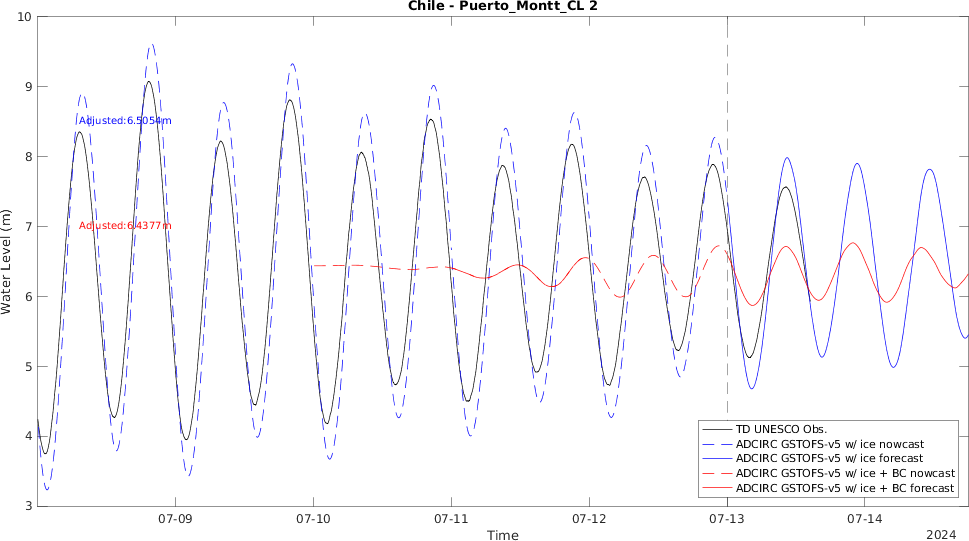 Chile - Puerto_Montt_CL 2
10
9
8
7
6
5
4
3
Water Level (m)
Adjusted:6.5054m
Adjusted:6.4377m
TD UNESCO Obs.
ADCIRC GSTOFS-v5 w/ ice nowcast
ADCIRC GSTOFS-v5 w/ ice forecast
ADCIRC GSTOFS-v5 w/ ice + BC nowcast
ADCIRC GSTOFS-v5 w/ ice + BC forecast
07-09
07-10
07-11
07-12
07-13
07-14
Time
2024